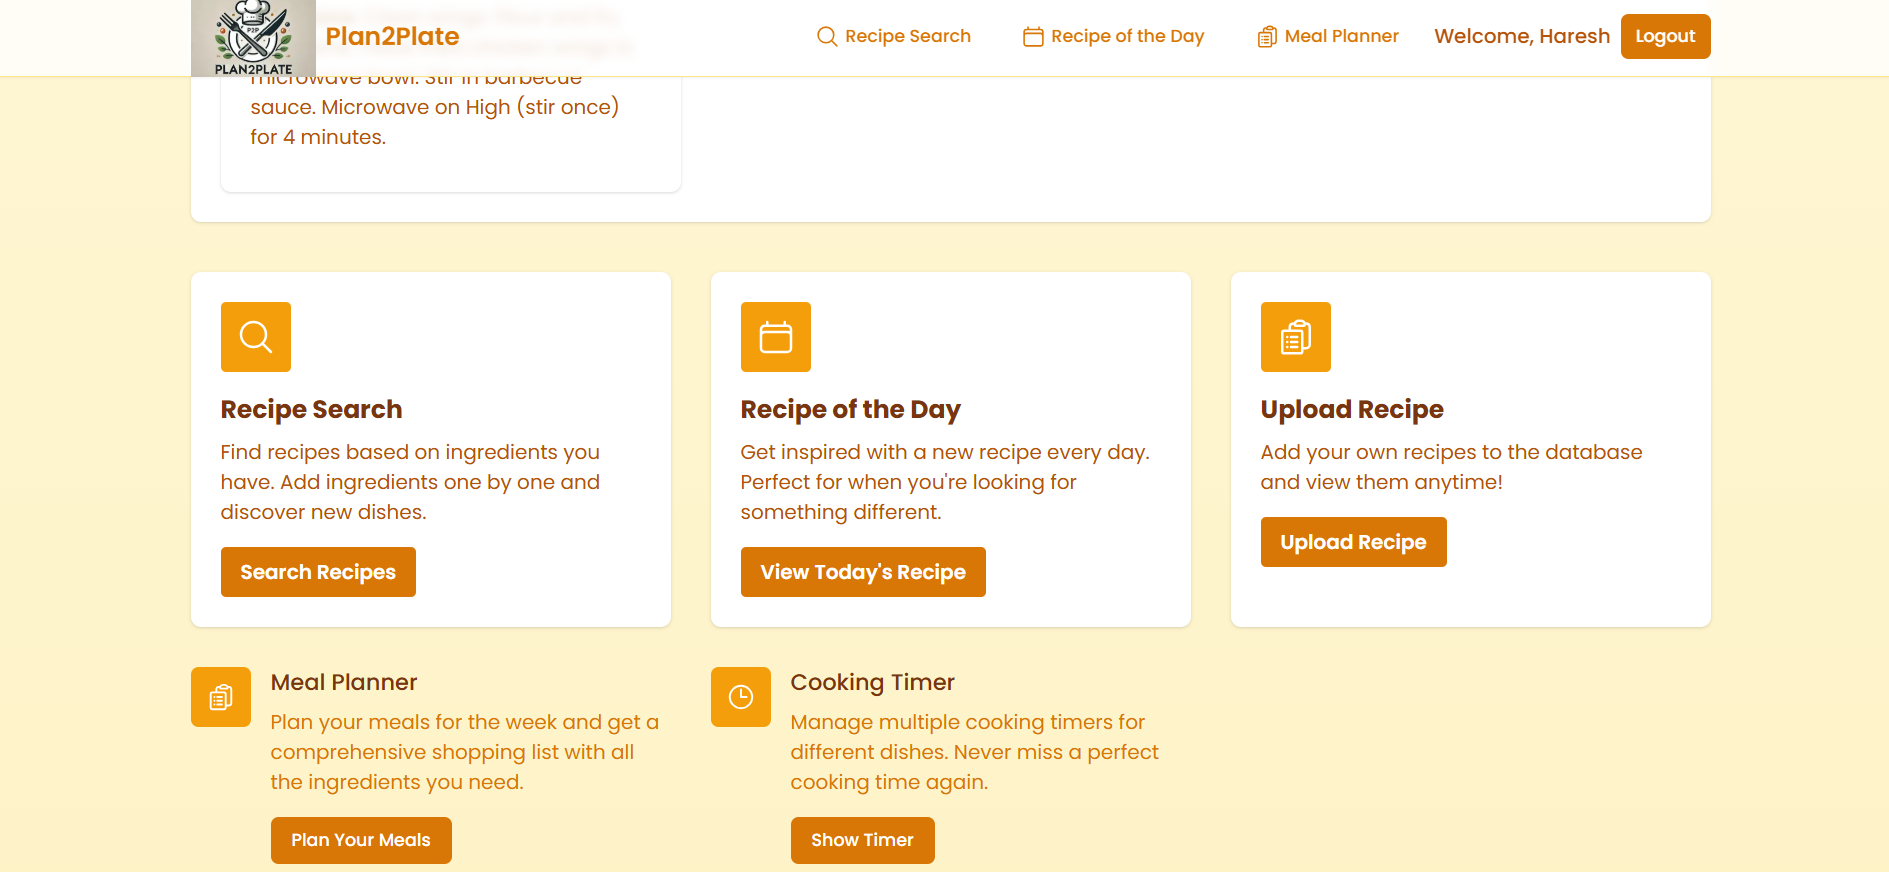 P2P
PLAN2PLATE
Plan2Plate
Recipe Search
Recipe of the Day
Meal Planner
Welcome, Haresh
Logout
microwave bowl. Stir in barbecue
sauce. Microwave on High (stir once)
for 4 minutes.
Recipe Search
Find recipes based on ingredients you
have. Add ingredients one by one and
discover new dishes.
Search Recipes
Recipe of the Day
Get inspired with a new recipe every day.
Perfect for when you're looking for
something different.
View Today's Recipe
Upload Recipe
Add your own recipes to the database
and view them anytime!
Upload Recipe
Meal Planner
Plan your meals for the week and get a
comprehensive shopping list with all
the ingredients you need.
Plan Your Meals
Cooking Timer
Manage multiple cooking timers for
different dishes. Never miss a perfect
cooking time again.
Show Timer